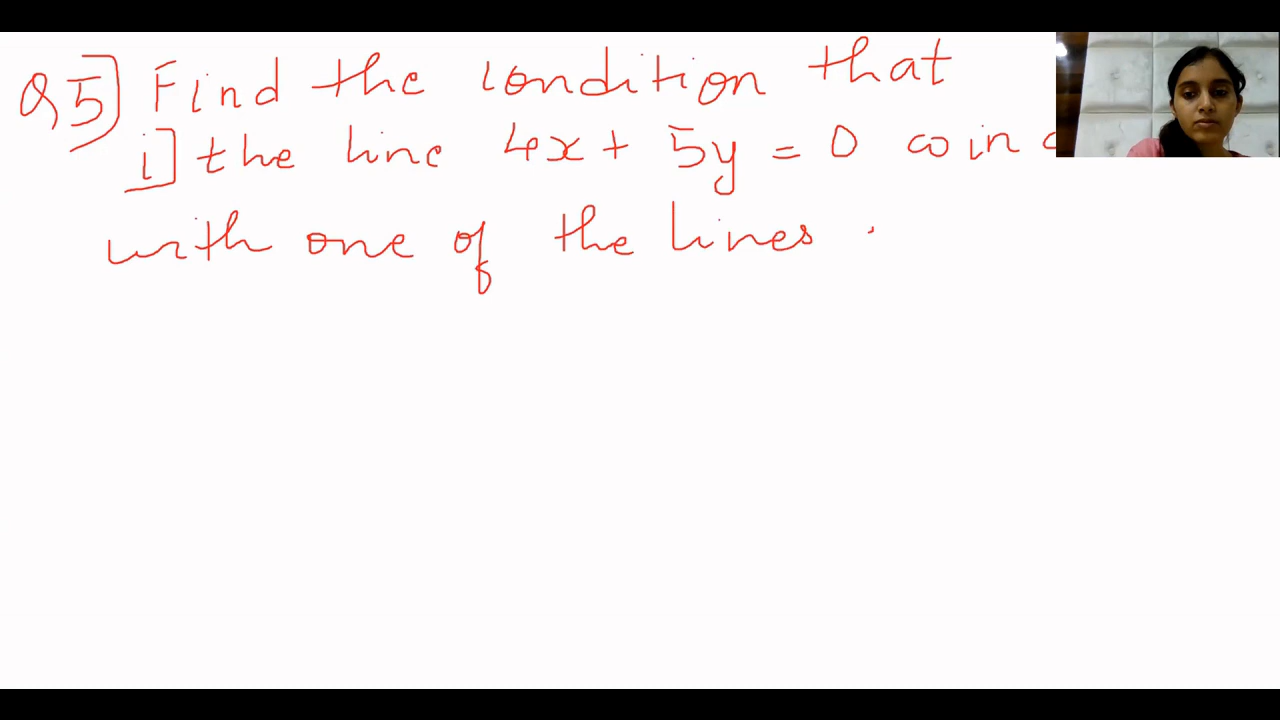 Q5] Find the condition that
i] the line 4x + 5y = 0 coin
with one of the lines .